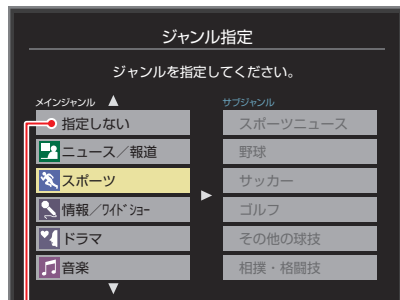 ジャンル指定
ジャンルを指定してください。
メインジャンル
指定しない
ニュース／報道
スポーツ
情報／ワイドショー
ドラマ
音楽
サブジャンル
スポーツニュース
野球
サッカー
ゴルフ
その他の球技
相撲・格闘技